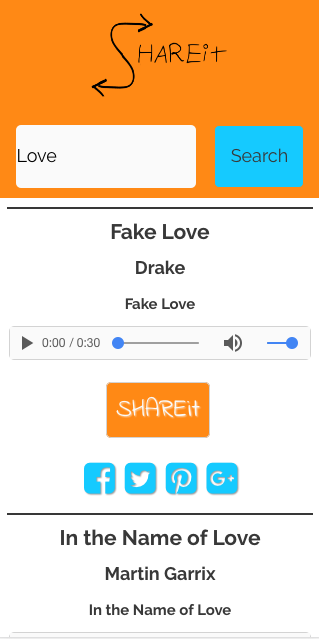 SHAREit
Love
Search
Fake Love
Drake
Fake Love
0:00 / 0:30
SHAREit
In the Name of Love
Martin Garrix
In the Name of Love